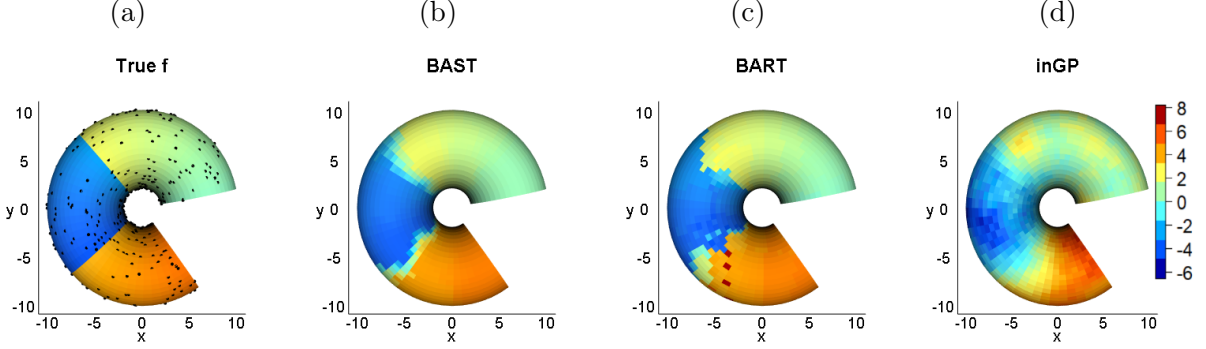 (a) (b) (c) (d)
True f BAST BART inGP
10 10 10 10 8
6
5 5 5 5 4
2
y 0 y 0 y 0 y 0 -0
-2
-5 -5 -5 -5 -4
-6
-10 -10 -10 -10
-10 -5 0 5 10 -10 -5 0 5 10 -10 -5 0 5 10 -10 -5 0 5 10
x x x x